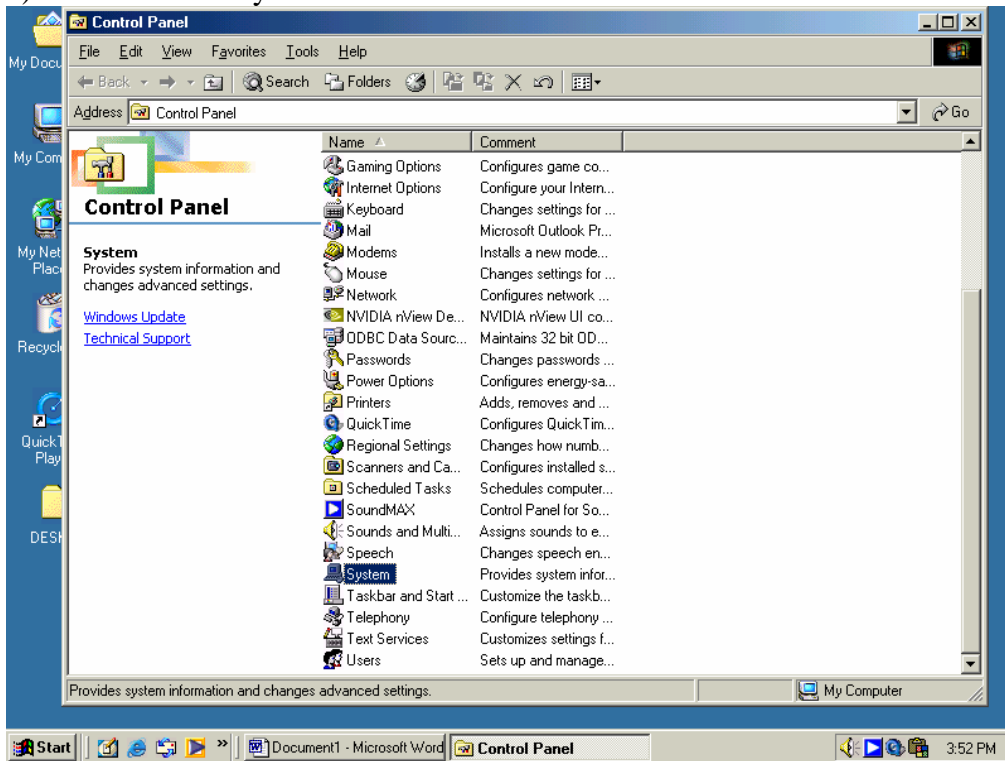 Control Panel
File Edit View Favorites Tools Help
Back Search Folders
Address Control Panel Go
Name Comment
Control Panel
System
Provides system information and
changes advanced settings.
Windows Update
Technical Support
Gaming Options Configures game co...
Internet Options Configure your Intern...
Keyboard Changes settings for ...
Mail Microsoft Outlook Pr...
Modems Installs a new mode...
Mouse Changes settings for ...
Network Configures network ...
NVIDIA nView De... NVIDIA nView UI co...
ODBC Data Sourc... Maintains 32 bit OD...
Passwords Changes passwords ...
Power Options Configures energy-sa...
Printers Adds, removes and ...
QuickTime Configures QuickTim...
Regional Settings Changes how numb...
Scanners and Ca... Configures installed s...
Scheduled Tasks Schedules computer...
SoundMAX Control Panel for So...
Sounds and Multi... Assigns sounds to e...
Speech Changes speech en...
System Provides system infor...
Taskbar and Start ... Customize the taskb...
Telephony Configure telephony ...
Text Services Customizes settings f...
Users Sets up and manage...
Provides system information and changes advanced settings. My Computer
My Docu
My Com
My Net
Plac
Recycl
QuickT
Play
DESK
Start » Document1 - Microsoft Word Control Panel 3:52 PM